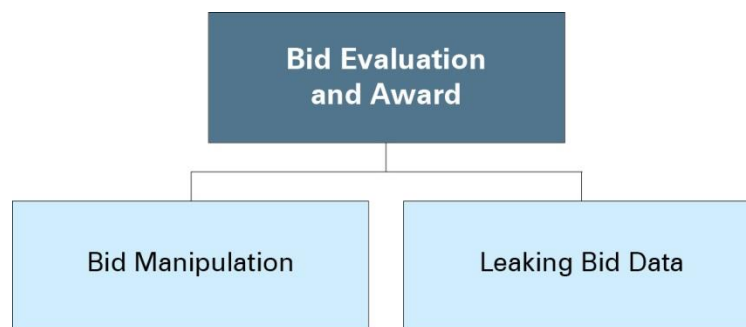 Bid Evaluation
and Award
Bid Manipulation
Leaking Bid Data